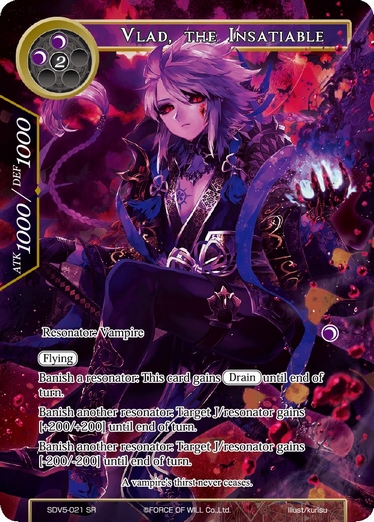 Vlad, the Insatiable
2
ATK 1000 / DEF 1000
Resonator: Vampire
Flying
Banish a resonator: This card gains Drain until end of
turn.
Banish another resonator: Target J/resonator gains
[+200/+200] until end of turn.
Banish another resonator: Target J/resonator gains
[-200/-200] until end of turn.
A vampire's thirst never ceases.
SDV5-021 SR ©FORCE OF WILL Co.,Ltd. Illust/kurisu